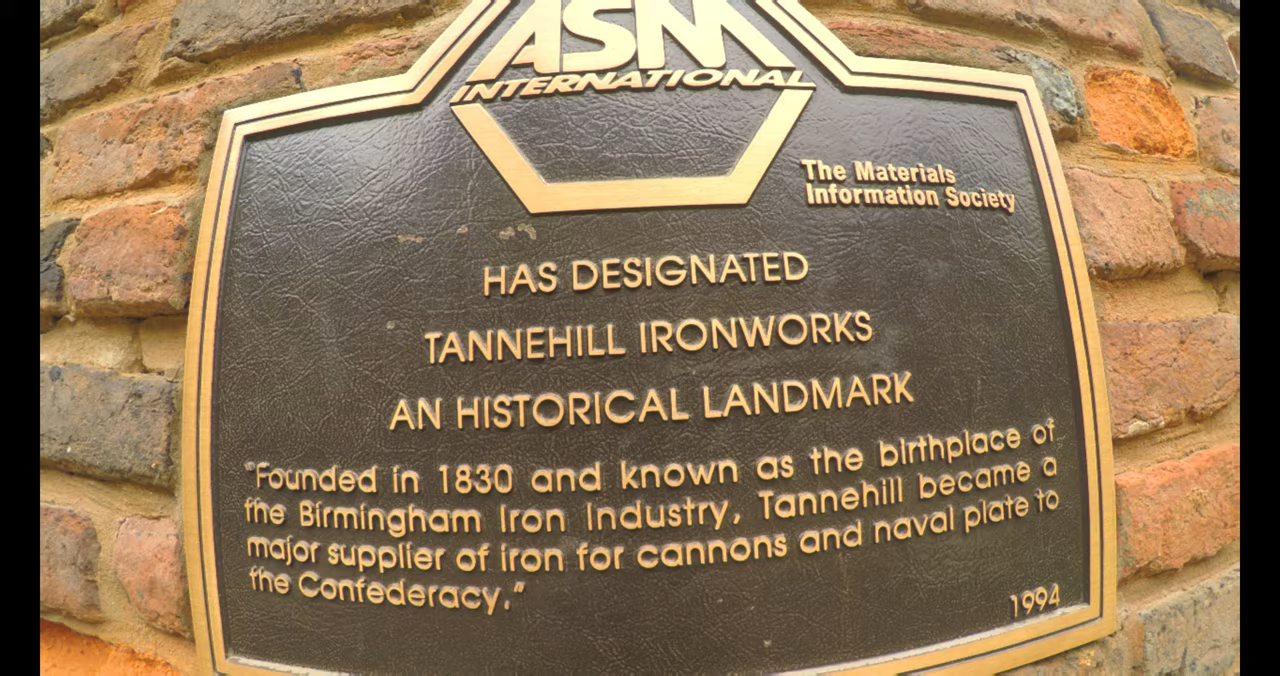 ASM
INTERNATIONAL
The Materials
Information Society
HAS DESIGNATED
TANNEHILL IRONWORKS
AN HISTORICAL LANDMARK
"Founded in 1830 and known as the birthplace of
the Birmingham Iron Industry, Tannehill became a
major supplier of iron for cannons and naval plate to
the Confederacy."
1994